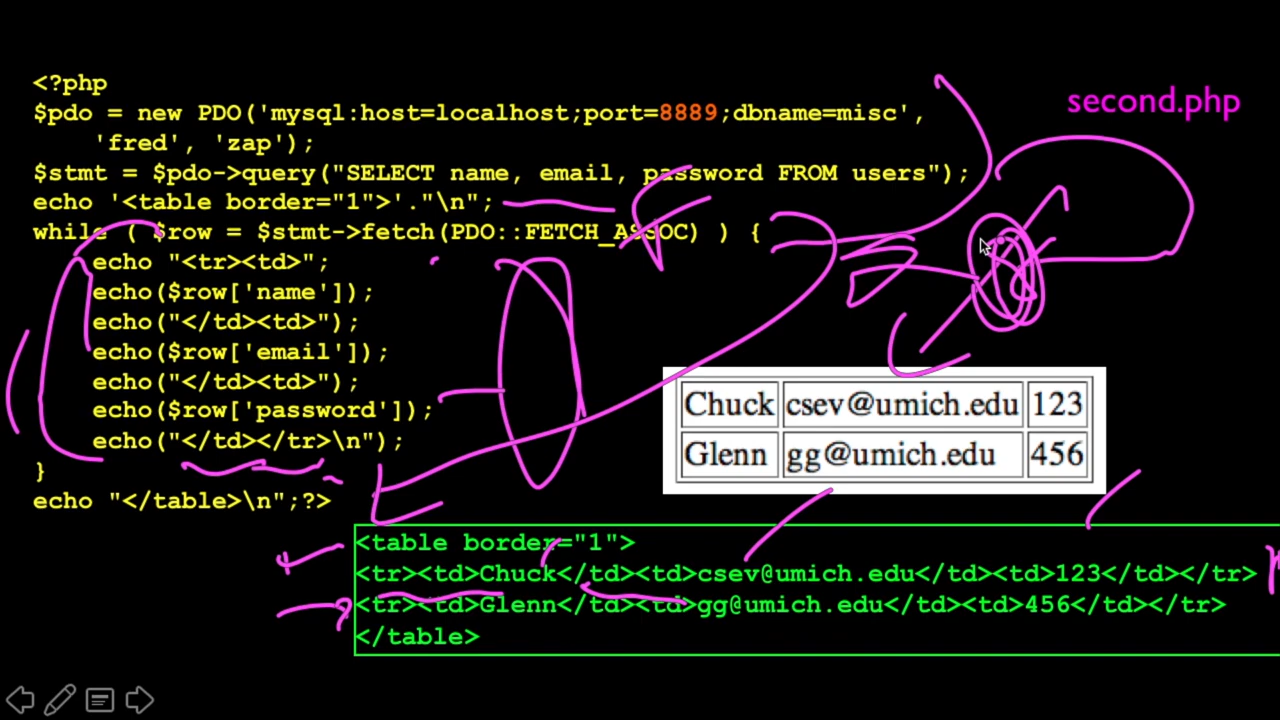 second.php
<?php
$pdo = new PDO('mysql:host=localhost;port=8889;dbname=misc',
    'fred', 'zap');
$stmt = $pdo->query("SELECT name, email, password FROM users");
echo '<table border="1">'."\n";
while ( $row = $stmt->fetch(PDO::FETCH_ASSOC) ) {
    echo "<tr><td>";
    echo($row['name']);
    echo("</td><td>");
    echo($row['email']);
    echo("</td><td>");
    echo($row['password']);
    echo("</td></tr>\n");
}
echo "</table>\n";?>
Chuck csev@umich.edu 123
Glenn gg@umich.edu 456
<table border="1">
<tr><td>Chuck</td><td>csev@umich.edu</td><td>123</td></tr>
<tr><td>Glenn</td><td>gg@umich.edu</td><td>456</td></tr>
</table>